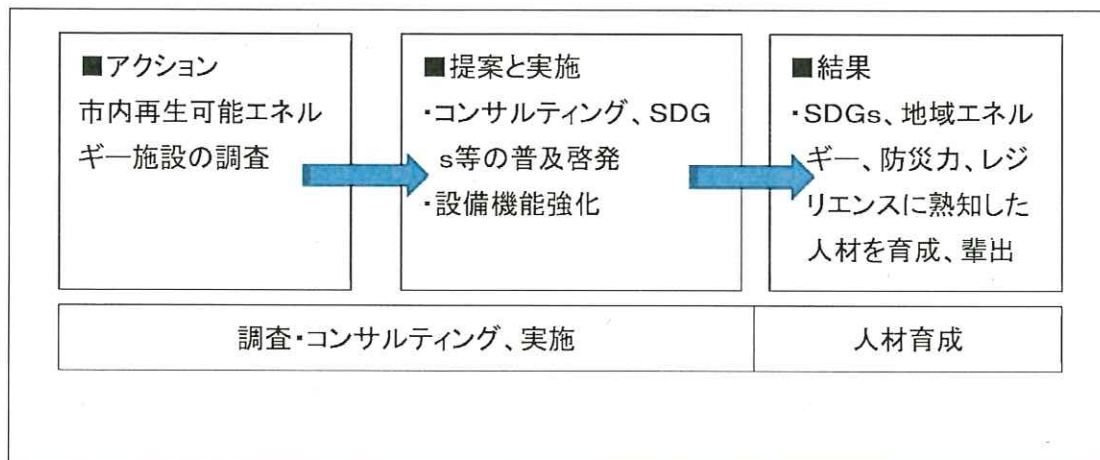 ■アクション
市内再生可能エネル
ギー施設の調査
■提案と実施
・コンサルティング、SDG
s等の普及啓発
・設備機能強化
■結果
・SDGs、地域エネル
ギー、防災力、レジ
リエンスに熟知した
人材を育成、輩出
調査・コンサルティング、実施
人材育成